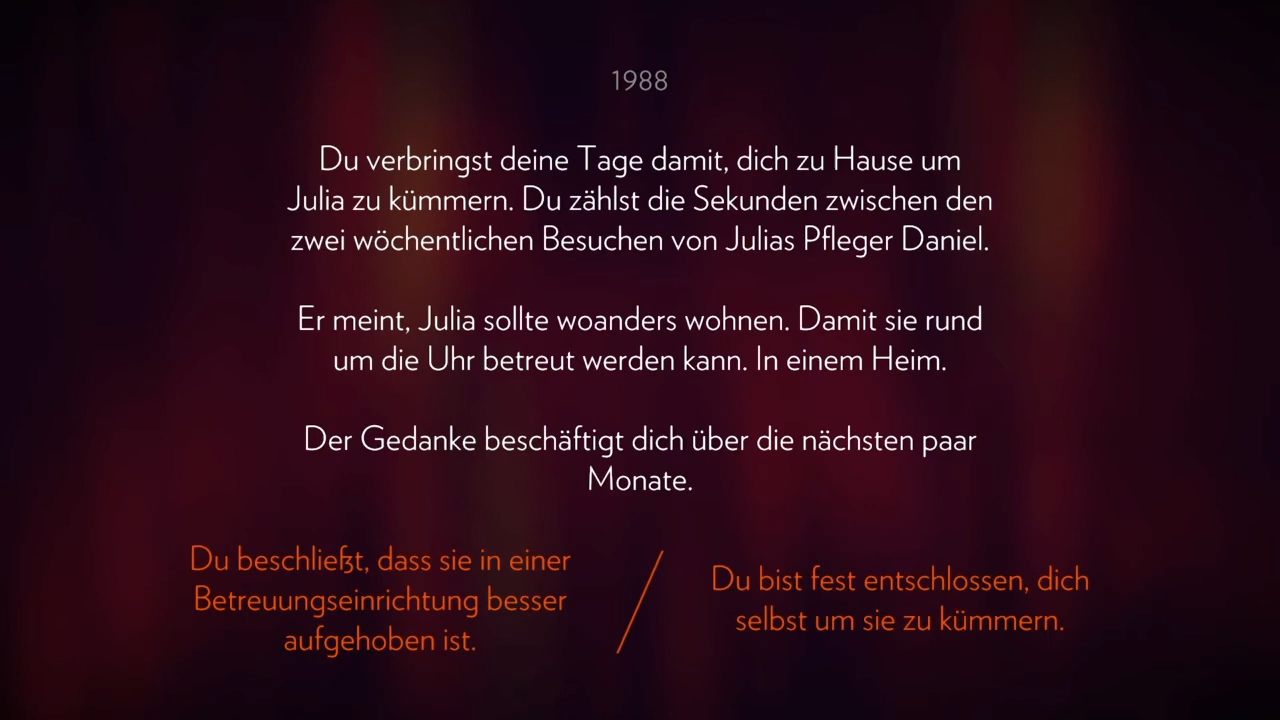 1988
Du verbringst deine Tage damit, dich zu Hause um
Julia zu kümmern. Du zählst die Sekunden zwischen den
zwei wöchentlichen Besuchen von Julias Pfleger Daniel.
Er meint, Julia sollte woanders wohnen. Damit sie rund
um die Uhr betreut werden kann. In einem Heim.
Der Gedanke beschäftigt dich über die nächsten paar
Monate.
Du beschließt, dass sie in einer
Betreuungseinrichtung besser
aufgehoben ist.
Du bist fest entschlossen, dich
selbst um sie zu kümmern.